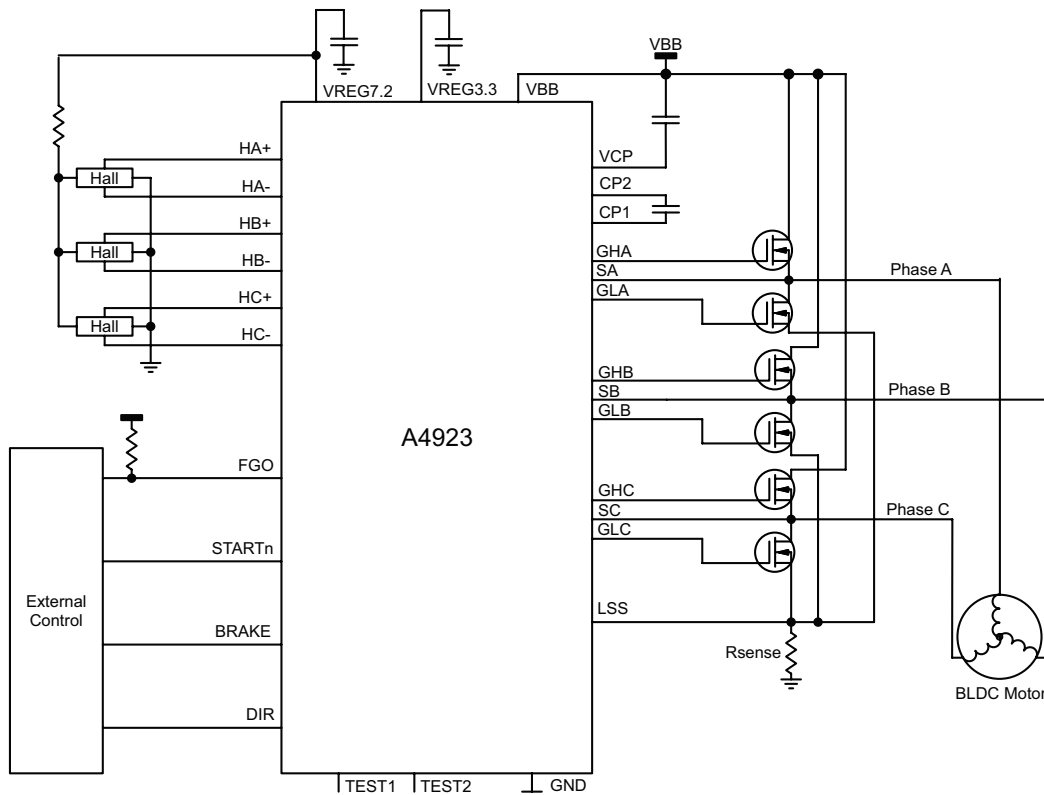 VBB
VREG7.2
VREG3.3
VBB
HA+
Hall
HA-
HB+
Hall
HB-
HC+
Hall
HC-
VCP
CP2
CP1
GHA
SA
Phase A
GLA
GHB
SB
Phase B
GLB
A4923
FGO
GHC
SC
Phase C
GLC
STARTn
External
Control
LSS
BRAKE
Rsense
BLDC Motor
DIR
TEST1
TEST2
GND